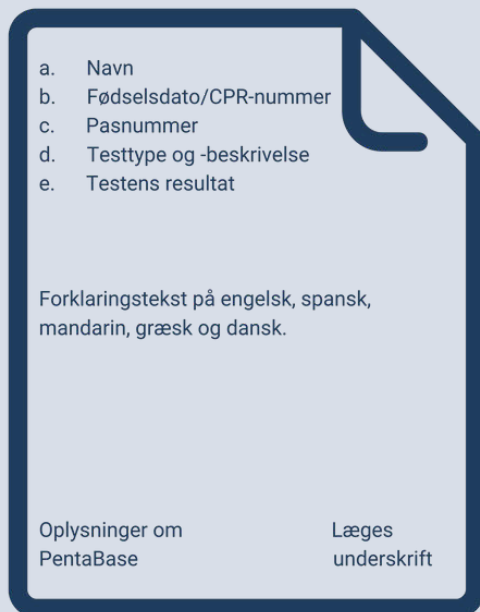 a. Navn
b. Fødselsdato/CPR-nummer
c. Pasnummer
d. Testtype og -beskrivelse
e. Testens resultat
Forklaringstekst på engelsk, spansk,
mandarin, græsk og dansk.
Oplysninger om Læges
PentaBase underskrift